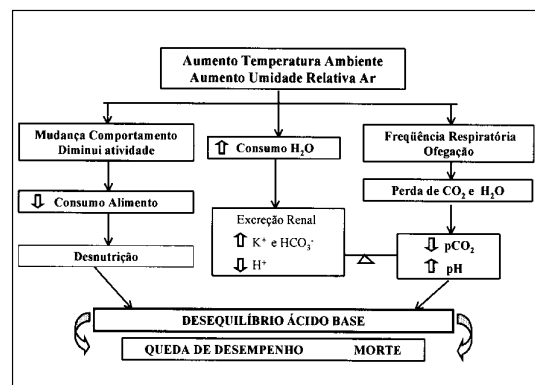 Aumento Temperatura Ambiente
Aumento Umidade Relativa Ar
Mudança Comportamento
Diminui atividade
⇩ Consumo Alimento
Desnutrição
⇧ Consumo H₂O
Excreção Renal
⇧ K⁺ e HCO₃⁻
⇩ H⁺
Freqüência Respiratória
Ofegação
Perda de CO₂ e H₂O
⇩ pCO₂
⇧ pH
DESEQUILÍBRIO ÁCIDO BASE
QUEDA DE DESEMPENHO MORTE